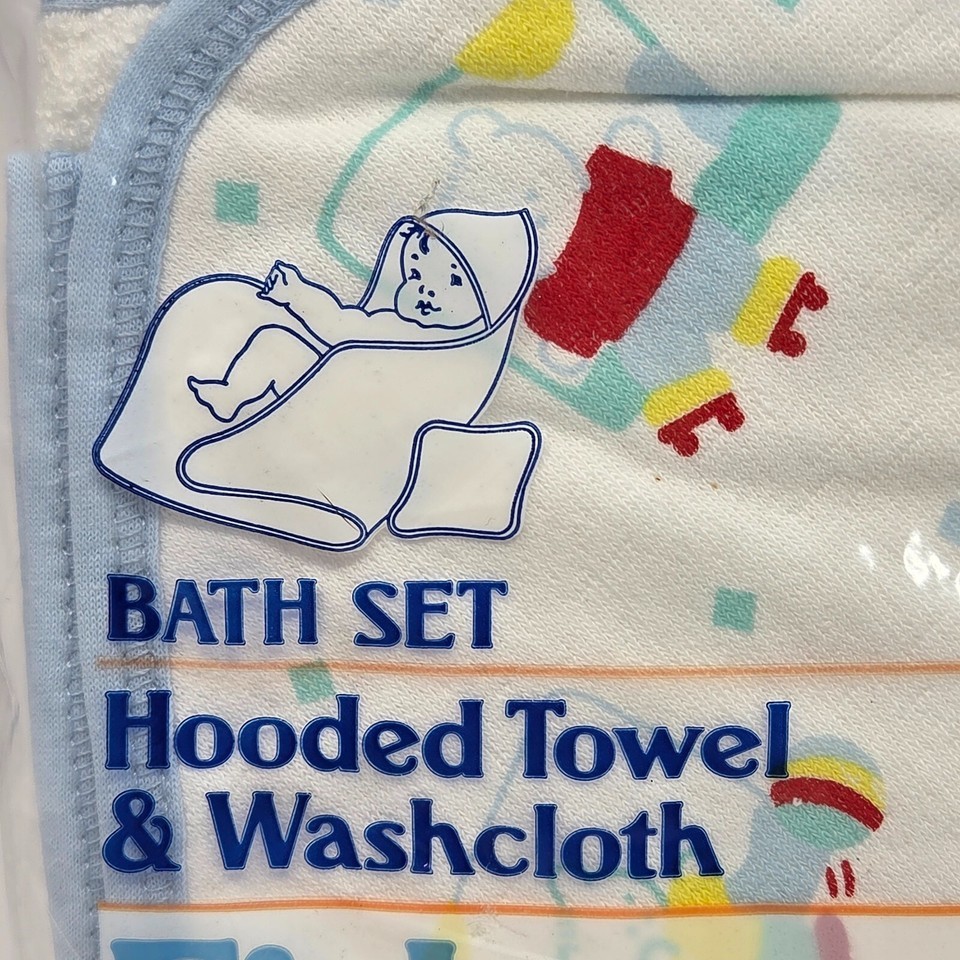 BATH SET
Hooded Towel
& Washcloth